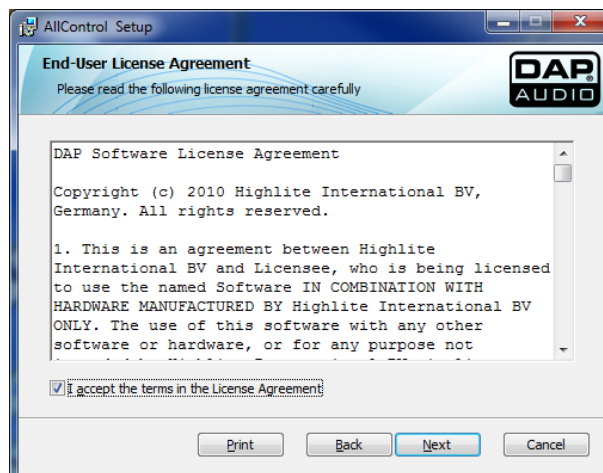 AllControl Setup
End-User License Agreement
Please read the following license agreement carefully
DAP
AUDIO
DAP Software License Agreement
Copyright (c) 2010 Highlite International BV,
Germany. All rights reserved.
1. This is an agreement between Highlite
International BV and Licensee, who is being licensed
to use the named Software IN COMBINATION WITH
HARDWARE MANUFACTURED BY Highlite International BV
ONLY. The use of this software with any other
software or hardware, or for any purpose not
I accept the terms in the License Agreement
Print
Back
Next
Cancel